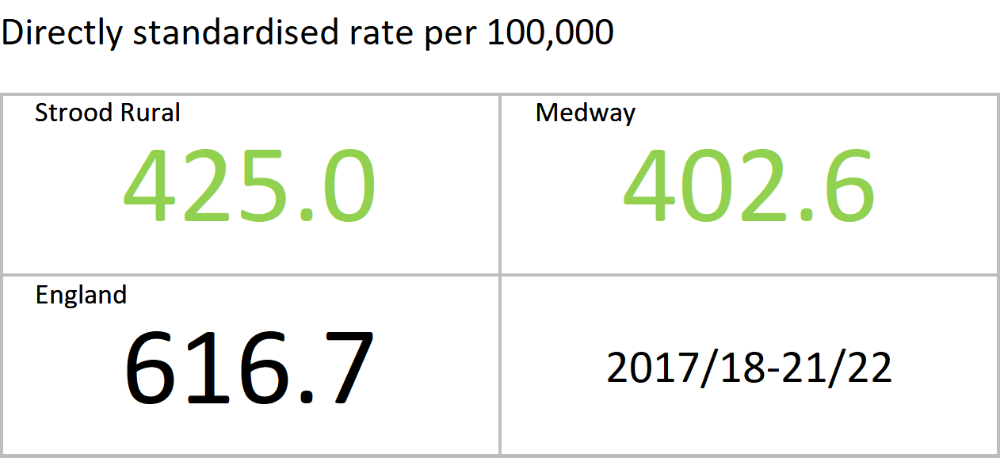 Directly standardised rate per 100,000
Strood Rural
425.0
Medway
402.6
England
616.7
2017/18-21/22